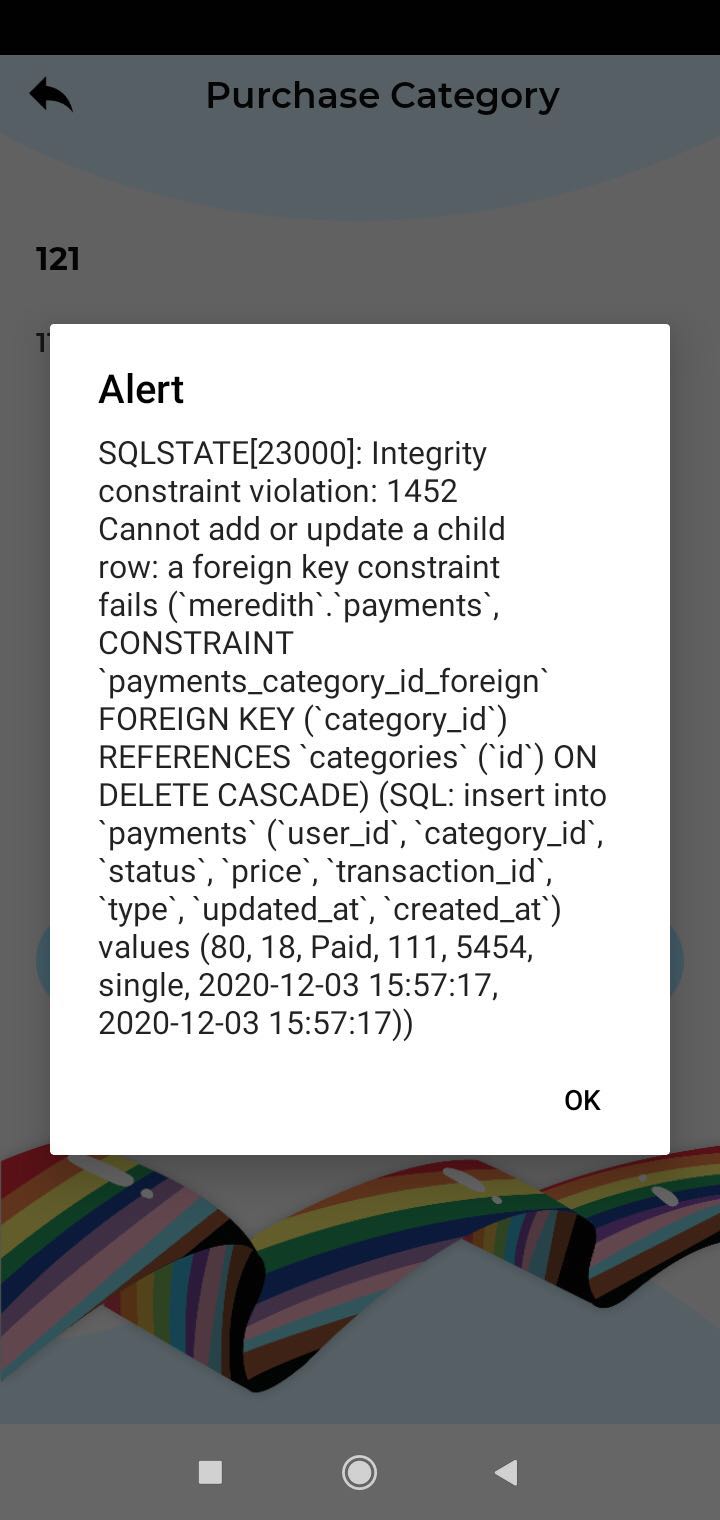 Purchase Category
121
Alert
SQLSTATE[23000]: Integrity
constraint violation: 1452
Cannot add or update a child
row: a foreign key constraint
fails (`meredith`.`payments`,
CONSTRAINT
`payments_category_id_foreign`
FOREIGN KEY (`category_id`)
REFERENCES `categories` (`id`) ON
DELETE CASCADE) (SQL: insert into
`payments` (`user_id`, `category_id`,
`status`, `price`, `transaction_id`,
`type`, `updated_at`, `created_at`)
values (80, 18, Paid, 111, 5454,
single, 2020-12-03 15:57:17,
2020-12-03 15:57:17))
OK